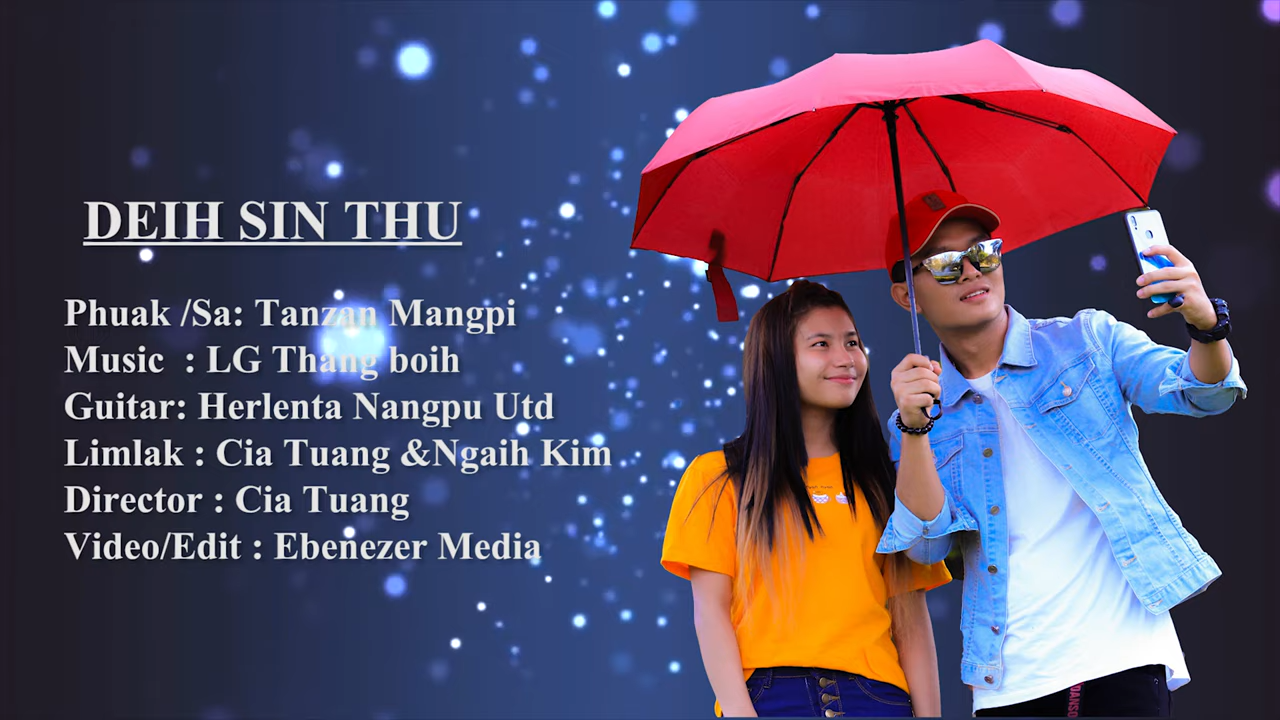 DEIH SIN THU
Phuak /Sa: Tanzan Mangpi
Music : LG Thang boih
Guitar: Herlenta Nangpu Utd
Limlak : Cia Tuang &Ngaih Kim
Director : Cia Tuang
Video/Edit : Ebenezer Media